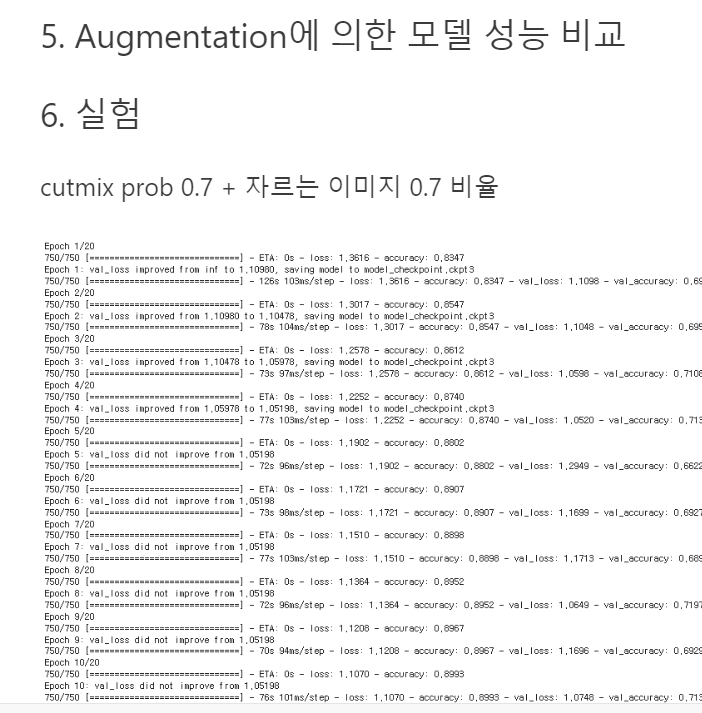 5. Augmentation에 의한 모델 성능 비교
6. 실험
cutmix prob 0.7 + 자르는 이미지 0.7 비율
Epoch 1/20
750/750 [==============================] - ETA: 0s - loss: 1.3616 - accuracy: 0.8347
Epoch 1: val_loss improved from inf to 1.10980, saving model to model_checkpoint.ckpt3
750/750 [==============================] - 126s 103ms/step - loss: 1.3616 - accuracy: 0.8347 - val_loss: 1.1098 - val_accuracy: 0.69
Epoch 2/20
750/750 [==============================] - ETA: 0s - loss: 1.3017 - accuracy: 0.8547
Epoch 2: val_loss improved from 1.10980 to 1.10478, saving model to model_checkpoint.ckpt3
750/750 [==============================] - 78s 104ms/step - loss: 1.3017 - accuracy: 0.8547 - val_loss: 1.1048 - val_accuracy: 0.695
Epoch 3/20
750/750 [==============================] - ETA: 0s - loss: 1.2578 - accuracy: 0.8612
Epoch 3: val_loss improved from 1.10478 to 1.05978, saving model to model_checkpoint.ckpt3
750/750 [==============================] - 73s 97ms/step - loss: 1.2578 - accuracy: 0.8612 - val_loss: 1.0598 - val_accuracy: 0.7108
Epoch 4/20
750/750 [==============================] - ETA: 0s - loss: 1.2252 - accuracy: 0.8740
Epoch 4: val_loss improved from 1.05978 to 1.05198, saving model to model_checkpoint.ckpt3
750/750 [==============================] - 77s 103ms/step - loss: 1.2252 - accuracy: 0.8740 - val_loss: 1.0520 - val_accuracy: 0.713
Epoch 5/20
750/750 [==============================] - ETA: 0s - loss: 1.1902 - accuracy: 0.8802
Epoch 5: val_loss did not improve from 1.05198
750/750 [==============================] - 72s 96ms/step - loss: 1.1902 - accuracy: 0.8802 - val_loss: 1.2949 - val_accuracy: 0.6622
Epoch 6/20
750/750 [==============================] - ETA: 0s - loss: 1.1721 - accuracy: 0.8907
Epoch 6: val_loss did not improve from 1.05198
750/750 [==============================] - 73s 98ms/step - loss: 1.1721 - accuracy: 0.8907 - val_loss: 1.1699 - val_accuracy: 0.6927
Epoch 7/20
750/750 [==============================] - ETA: 0s - loss: 1.1510 - accuracy: 0.8898
Epoch 7: val_loss did not improve from 1.05198
750/750 [==============================] - 77s 103ms/step - loss: 1.1510 - accuracy: 0.8898 - val_loss: 1.1713 - val_accuracy: 0.689
Epoch 8/20
750/750 [==============================] - ETA: 0s - loss: 1.1364 - accuracy: 0.8952
Epoch 8: val_loss did not improve from 1.05198
750/750 [==============================] - 72s 96ms/step - loss: 1.1364 - accuracy: 0.8952 - val_loss: 1.0649 - val_accuracy: 0.7197
Epoch 9/20
750/750 [==============================] - ETA: 0s - loss: 1.1208 - accuracy: 0.8967
Epoch 9: val_loss did not improve from 1.05198
750/750 [==============================] - 70s 94ms/step - loss: 1.1208 - accuracy: 0.8967 - val_loss: 1.1696 - val_accuracy: 0.6929
Epoch 10/20
750/750 [==============================] - ETA: 0s - loss: 1.1070 - accuracy: 0.8993
Epoch 10: val_loss did not improve from 1.05198
750/750 [==============================] - 76s 101ms/step - loss: 1.1070 - accuracy: 0.8993 - val_loss: 1.0748 - val_accuracy: 0.713